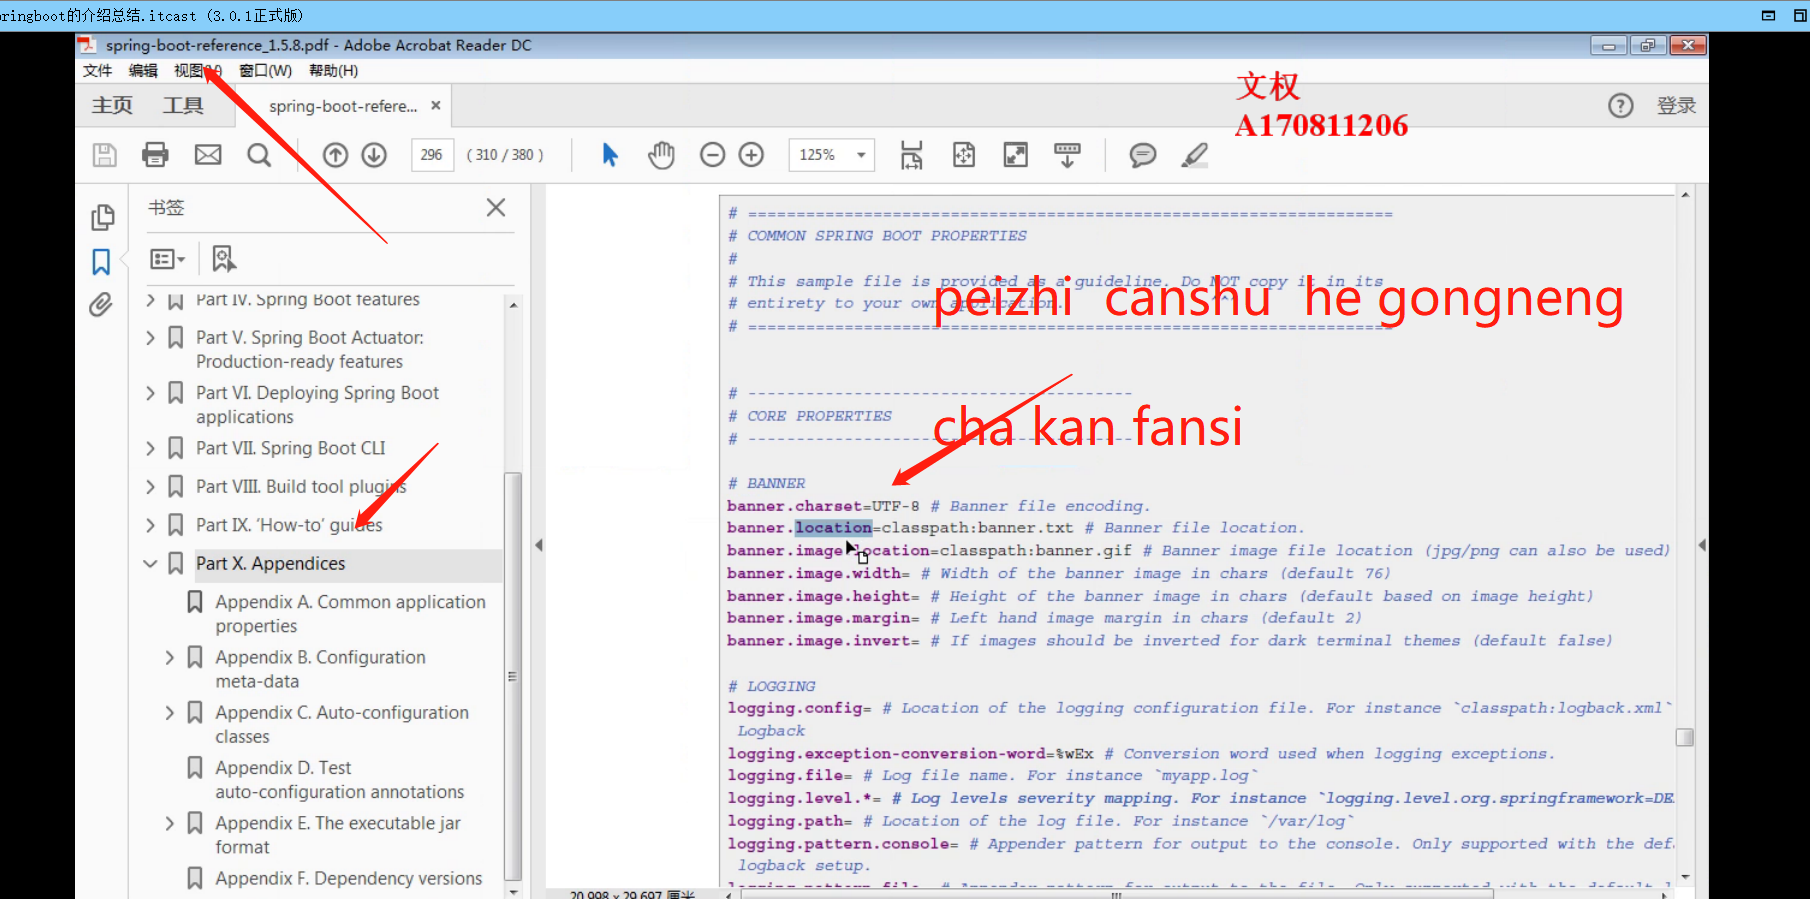 ringboot的介绍总结.itcast (3.0.1正式版)
spring-boot-reference_1.5.8.pdf - Adobe Acrobat Reader DC
文件 编辑 视图(V) 窗口(W) 帮助(H)
文权
A170811206
主页 工具 spring-boot-refere... × ? 登录
296 ( 310 / 380 ) 125%
书签
Part IV. Spring Boot features
Part V. Spring Boot Actuator:
Production-ready features
Part VI. Deploying Spring Boot
applications
Part VII. Spring Boot CLI
Part VIII. Build tool plugins
Part IX. ‘How-to’ guides
Part X. Appendices
Appendix A. Common application
properties
Appendix B. Configuration
meta-data
Appendix C. Auto-configuration
classes
Appendix D. Test
auto-configuration annotations
Appendix E. The executable jar
format
Appendix F. Dependency versions
# ===================================================================
# COMMON SPRING BOOT PROPERTIES
#
# This sample file is provided as a guideline. Do NOT copy it in its
# entirety to your own application. ^^^
# ===================================================================
peizhi canshu he gongneng
# ----------------------------------------
# CORE PROPERTIES
# ----------------------------------------
cha kan fansi
# BANNER
banner.charset=UTF-8 # Banner file encoding.
banner.location=classpath:banner.txt # Banner file location.
banner.image.location=classpath:banner.gif # Banner image file location (jpg/png can also be used)
banner.image.width= # Width of the banner image in chars (default 76)
banner.image.height= # Height of the banner image in chars (default based on image height)
banner.image.margin= # Left hand image margin in chars (default 2)
banner.image.invert= # If images should be inverted for dark terminal themes (default false)
# LOGGING
logging.config= # Location of the logging configuration file. For instance `classpath:logback.xml`
Logback
logging.exception-conversion-word=%wEx # Conversion word used when logging exceptions.
logging.file= # Log file name. For instance `myapp.log`
logging.level.*= # Log levels severity mapping. For instance `logging.level.org.springframework=DE
logging.path= # Location of the log file. For instance `/var/log`
logging.pattern.console= # Appender pattern for output to the console. Only supported with the def
logback setup.
logging.pattern.file= # Appender pattern for output to the file. Only supported with the default l
20.998 x 29.697 厘米